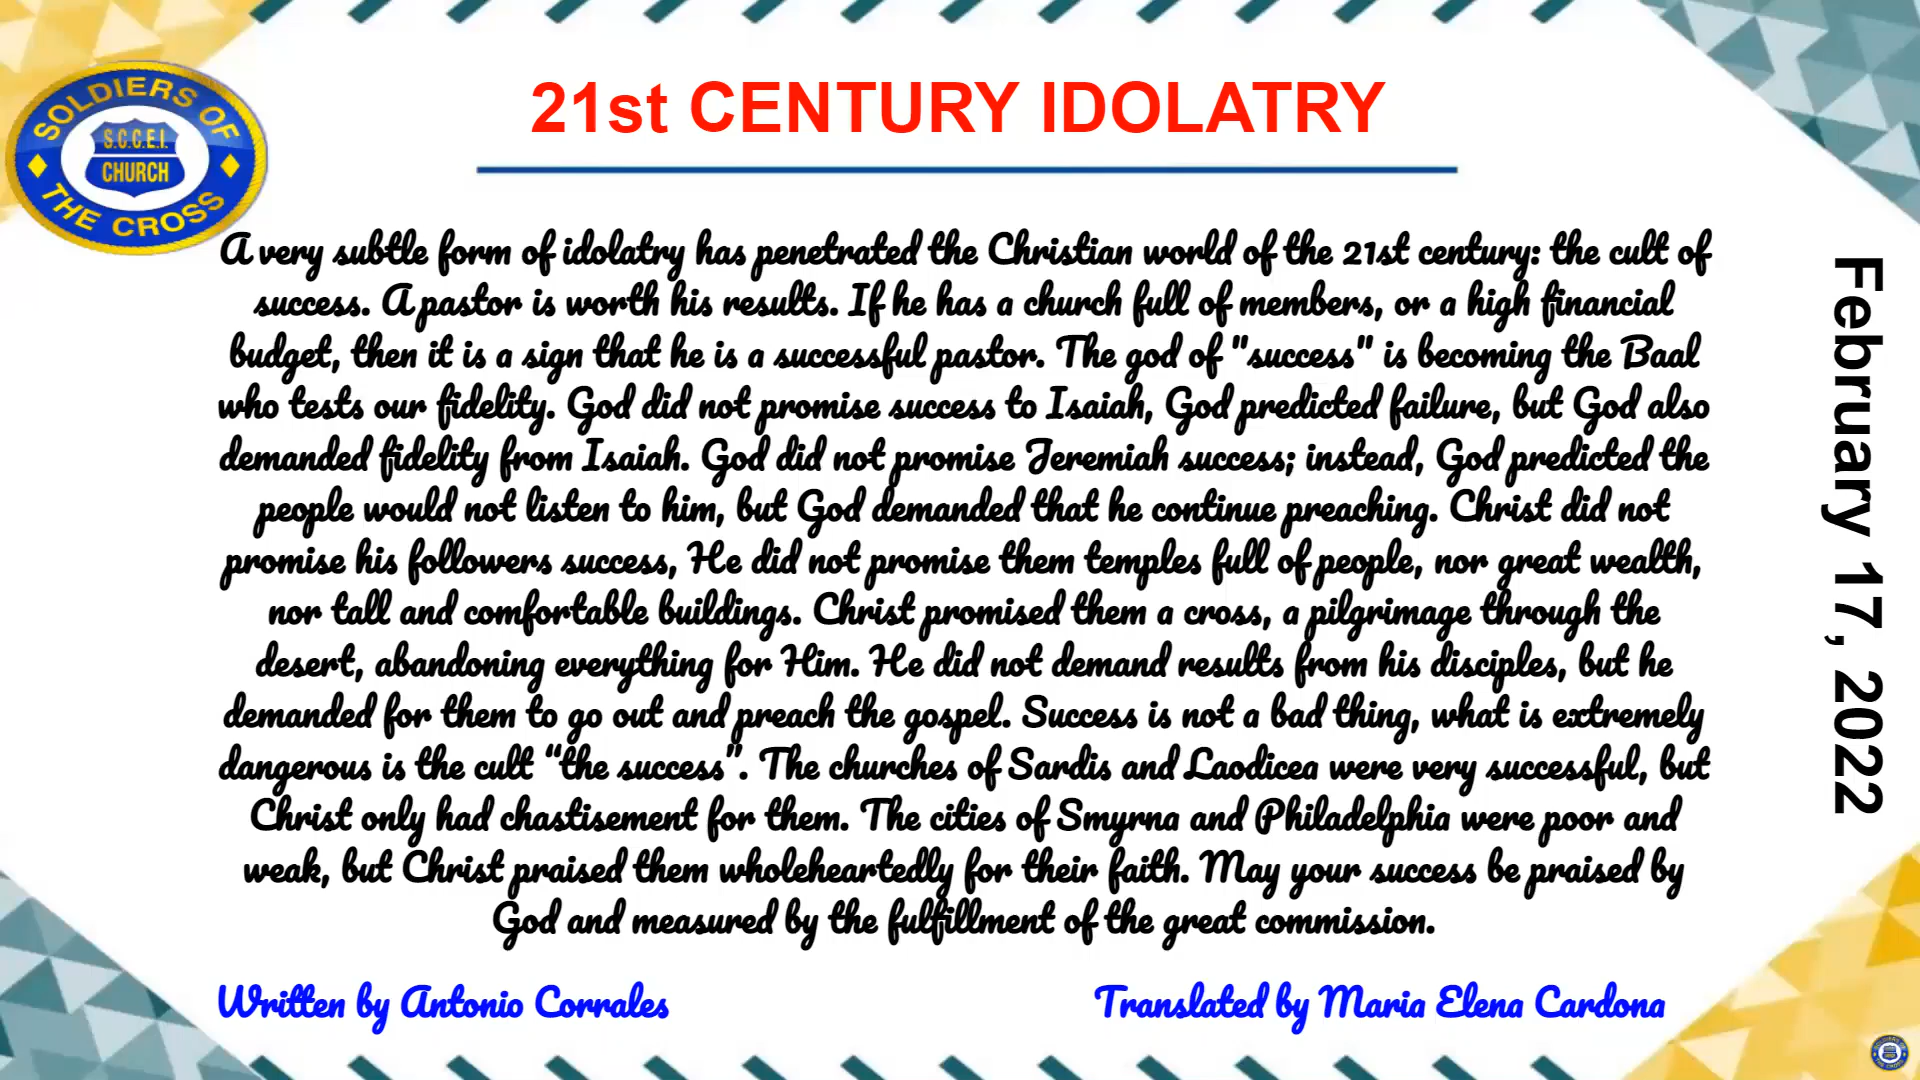 SOLDIERS OF
S.C.C.E.I.
CHURCH
THE CROSS
21st CENTURY IDOLATRY
A very subtle form of idolatry has penetrated the Christian world of the 21st century: the cult of
success. A pastor is worth his results. If he has a church full of members, or a high financial
budget, then it is a sign that he is a successful pastor. The god of "success" is becoming the Baal
who tests our fidelity. God did not promise success to Isaiah, God predicted failure, but God also
demanded fidelity from Isaiah. God did not promise Jeremiah success; instead, God predicted the
people would not listen to him, but God demanded that he continue preaching. Christ did not
promise his followers success, He did not promise them temples full of people, nor great wealth,
nor tall and comfortable buildings. Christ promised them a cross, a pilgrimage through the
desert, abandoning everything for Him. He did not demand results from his disciples, but he
demanded for them to go out and preach the gospel. Success is not a bad thing, what is extremely
dangerous is the cult “the success”. The churches of Sardis and Laodicea were very successful, but
Christ only had chastisement for them. The cities of Smyrna and Philadelphia were poor and
weak, but Christ praised them wholeheartedly for their faith. May your success be praised by
God and measured by the fulfillment of the great commission.
Written by Antonio Corrales
Translated by Maria Elena Cardona
February 17, 2022
SOLDIERS OF
THE CROSS